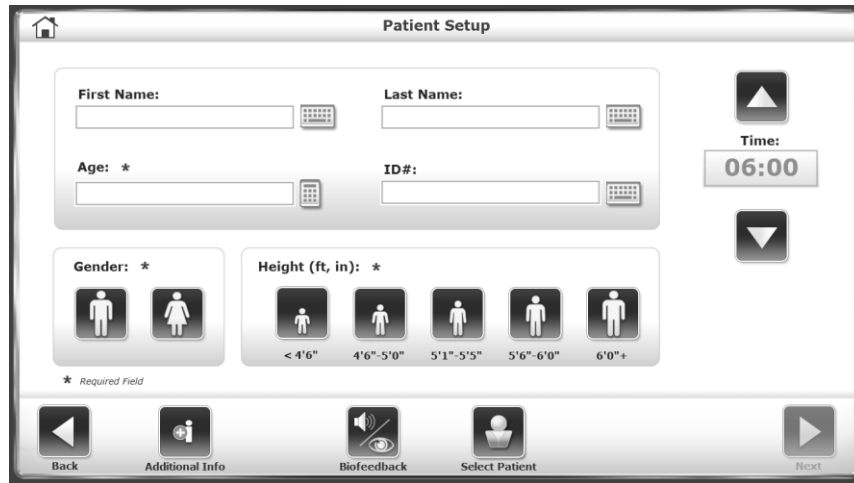 Patient Setup
First Name:
Last Name:
Time:
06:00
Age: *
ID#:
Gender: *
Height (ft, in): *
< 4'6"
4'6"-5'0"
5'1"-5'5"
5'6"-6'0"
6'0"+
* Required Field
Back
Additional Info
Biofeedback
Select Patient
Next